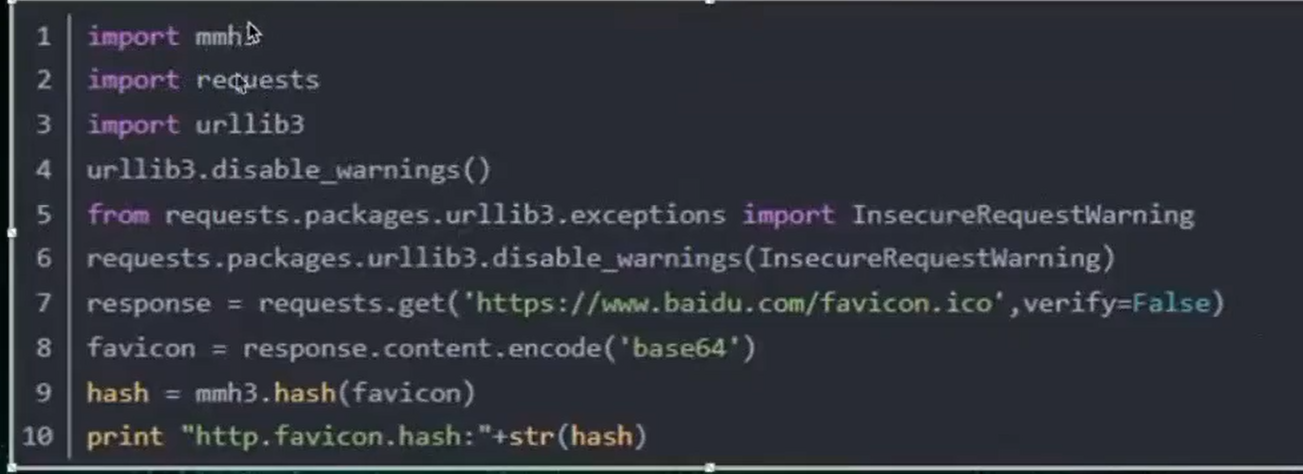 1 import mmh3
2 import requests
3 import urllib3
4 urllib3.disable_warnings()
5 from requests.packages.urllib3.exceptions import InsecureRequestWarning
6 requests.packages.urllib3.disable_warnings(InsecureRequestWarning)
7 response = requests.get('https://www.baidu.com/favicon.ico',verify=False)
8 favicon = response.content.encode('base64')
9 hash = mmh3.hash(favicon)
10 print "http.favicon.hash:"+str(hash)